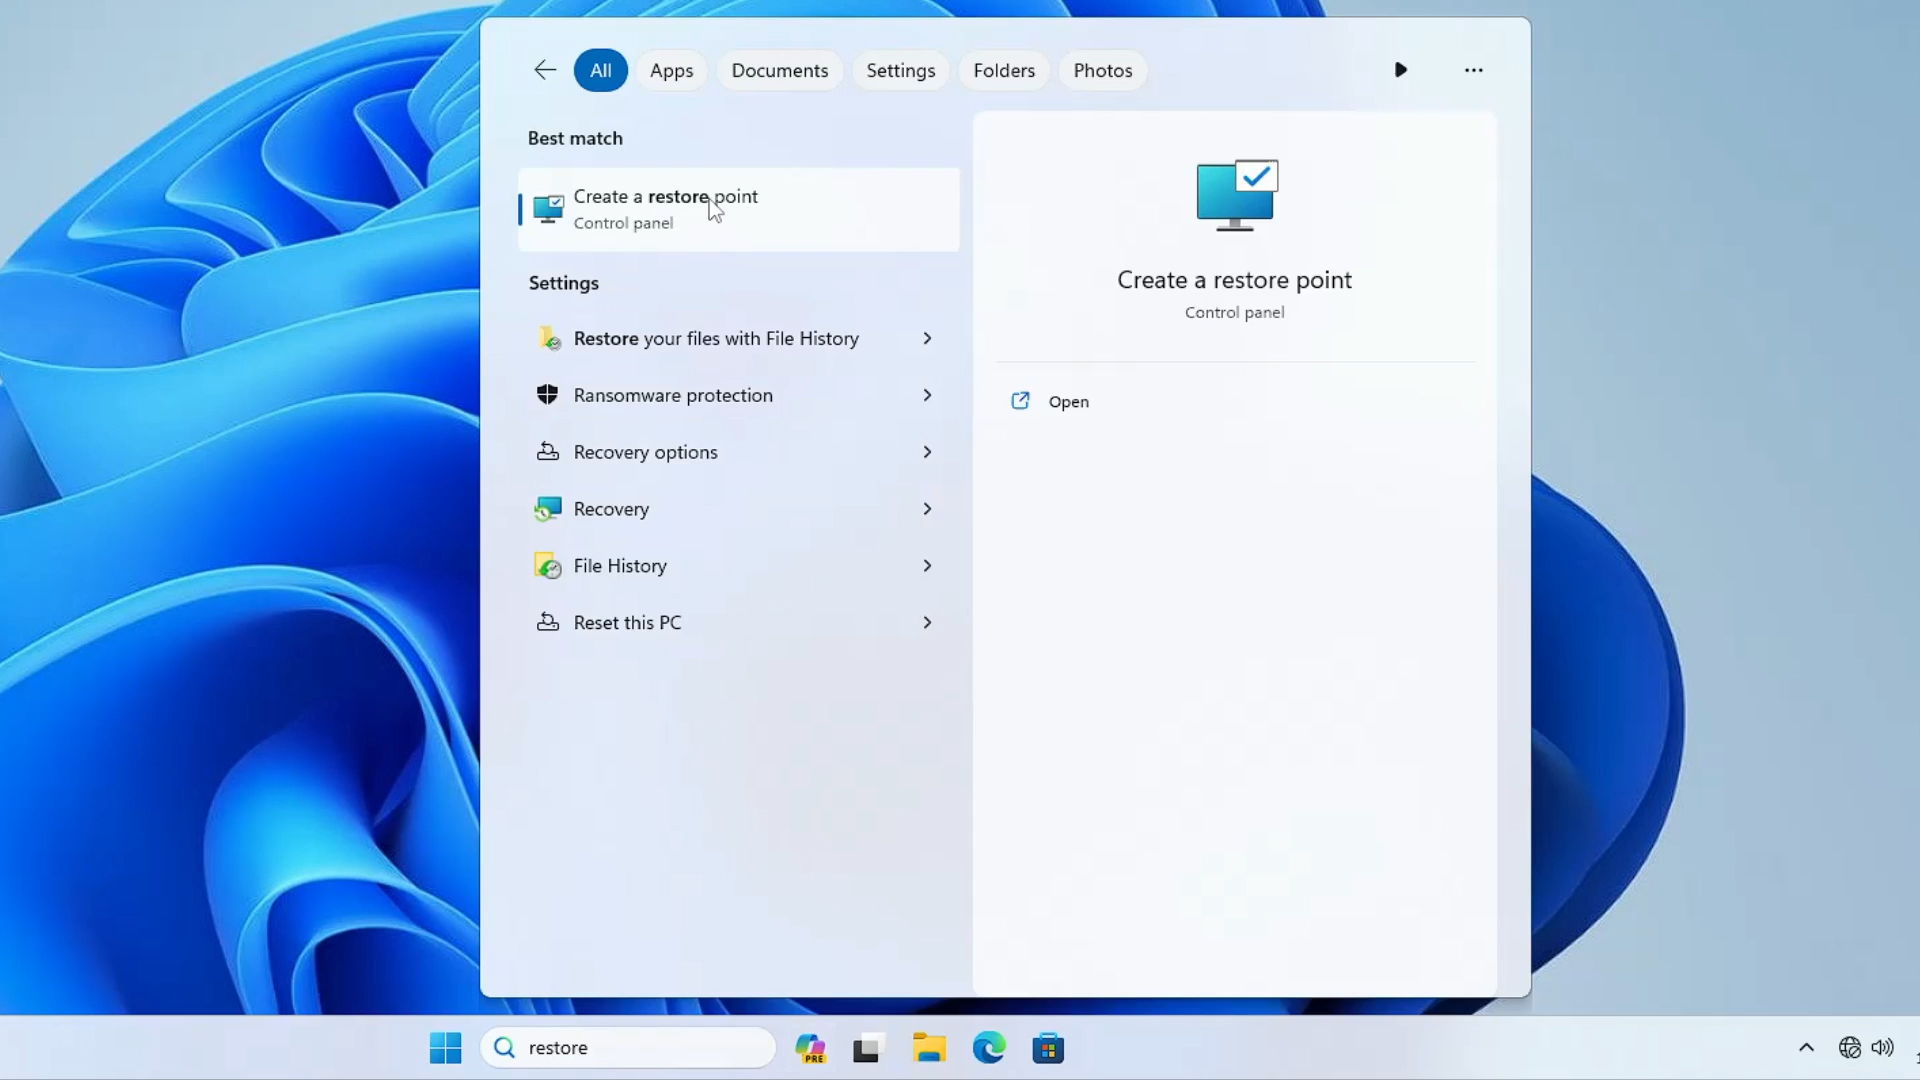 All Apps Documents Settings Folders Photos
Best match
Create a restore point
Control panel
Settings
Restore your files with File History
Ransomware protection
Recovery options
Recovery
File History
Reset this PC
Create a restore point
Control panel
Open
restore
PRE